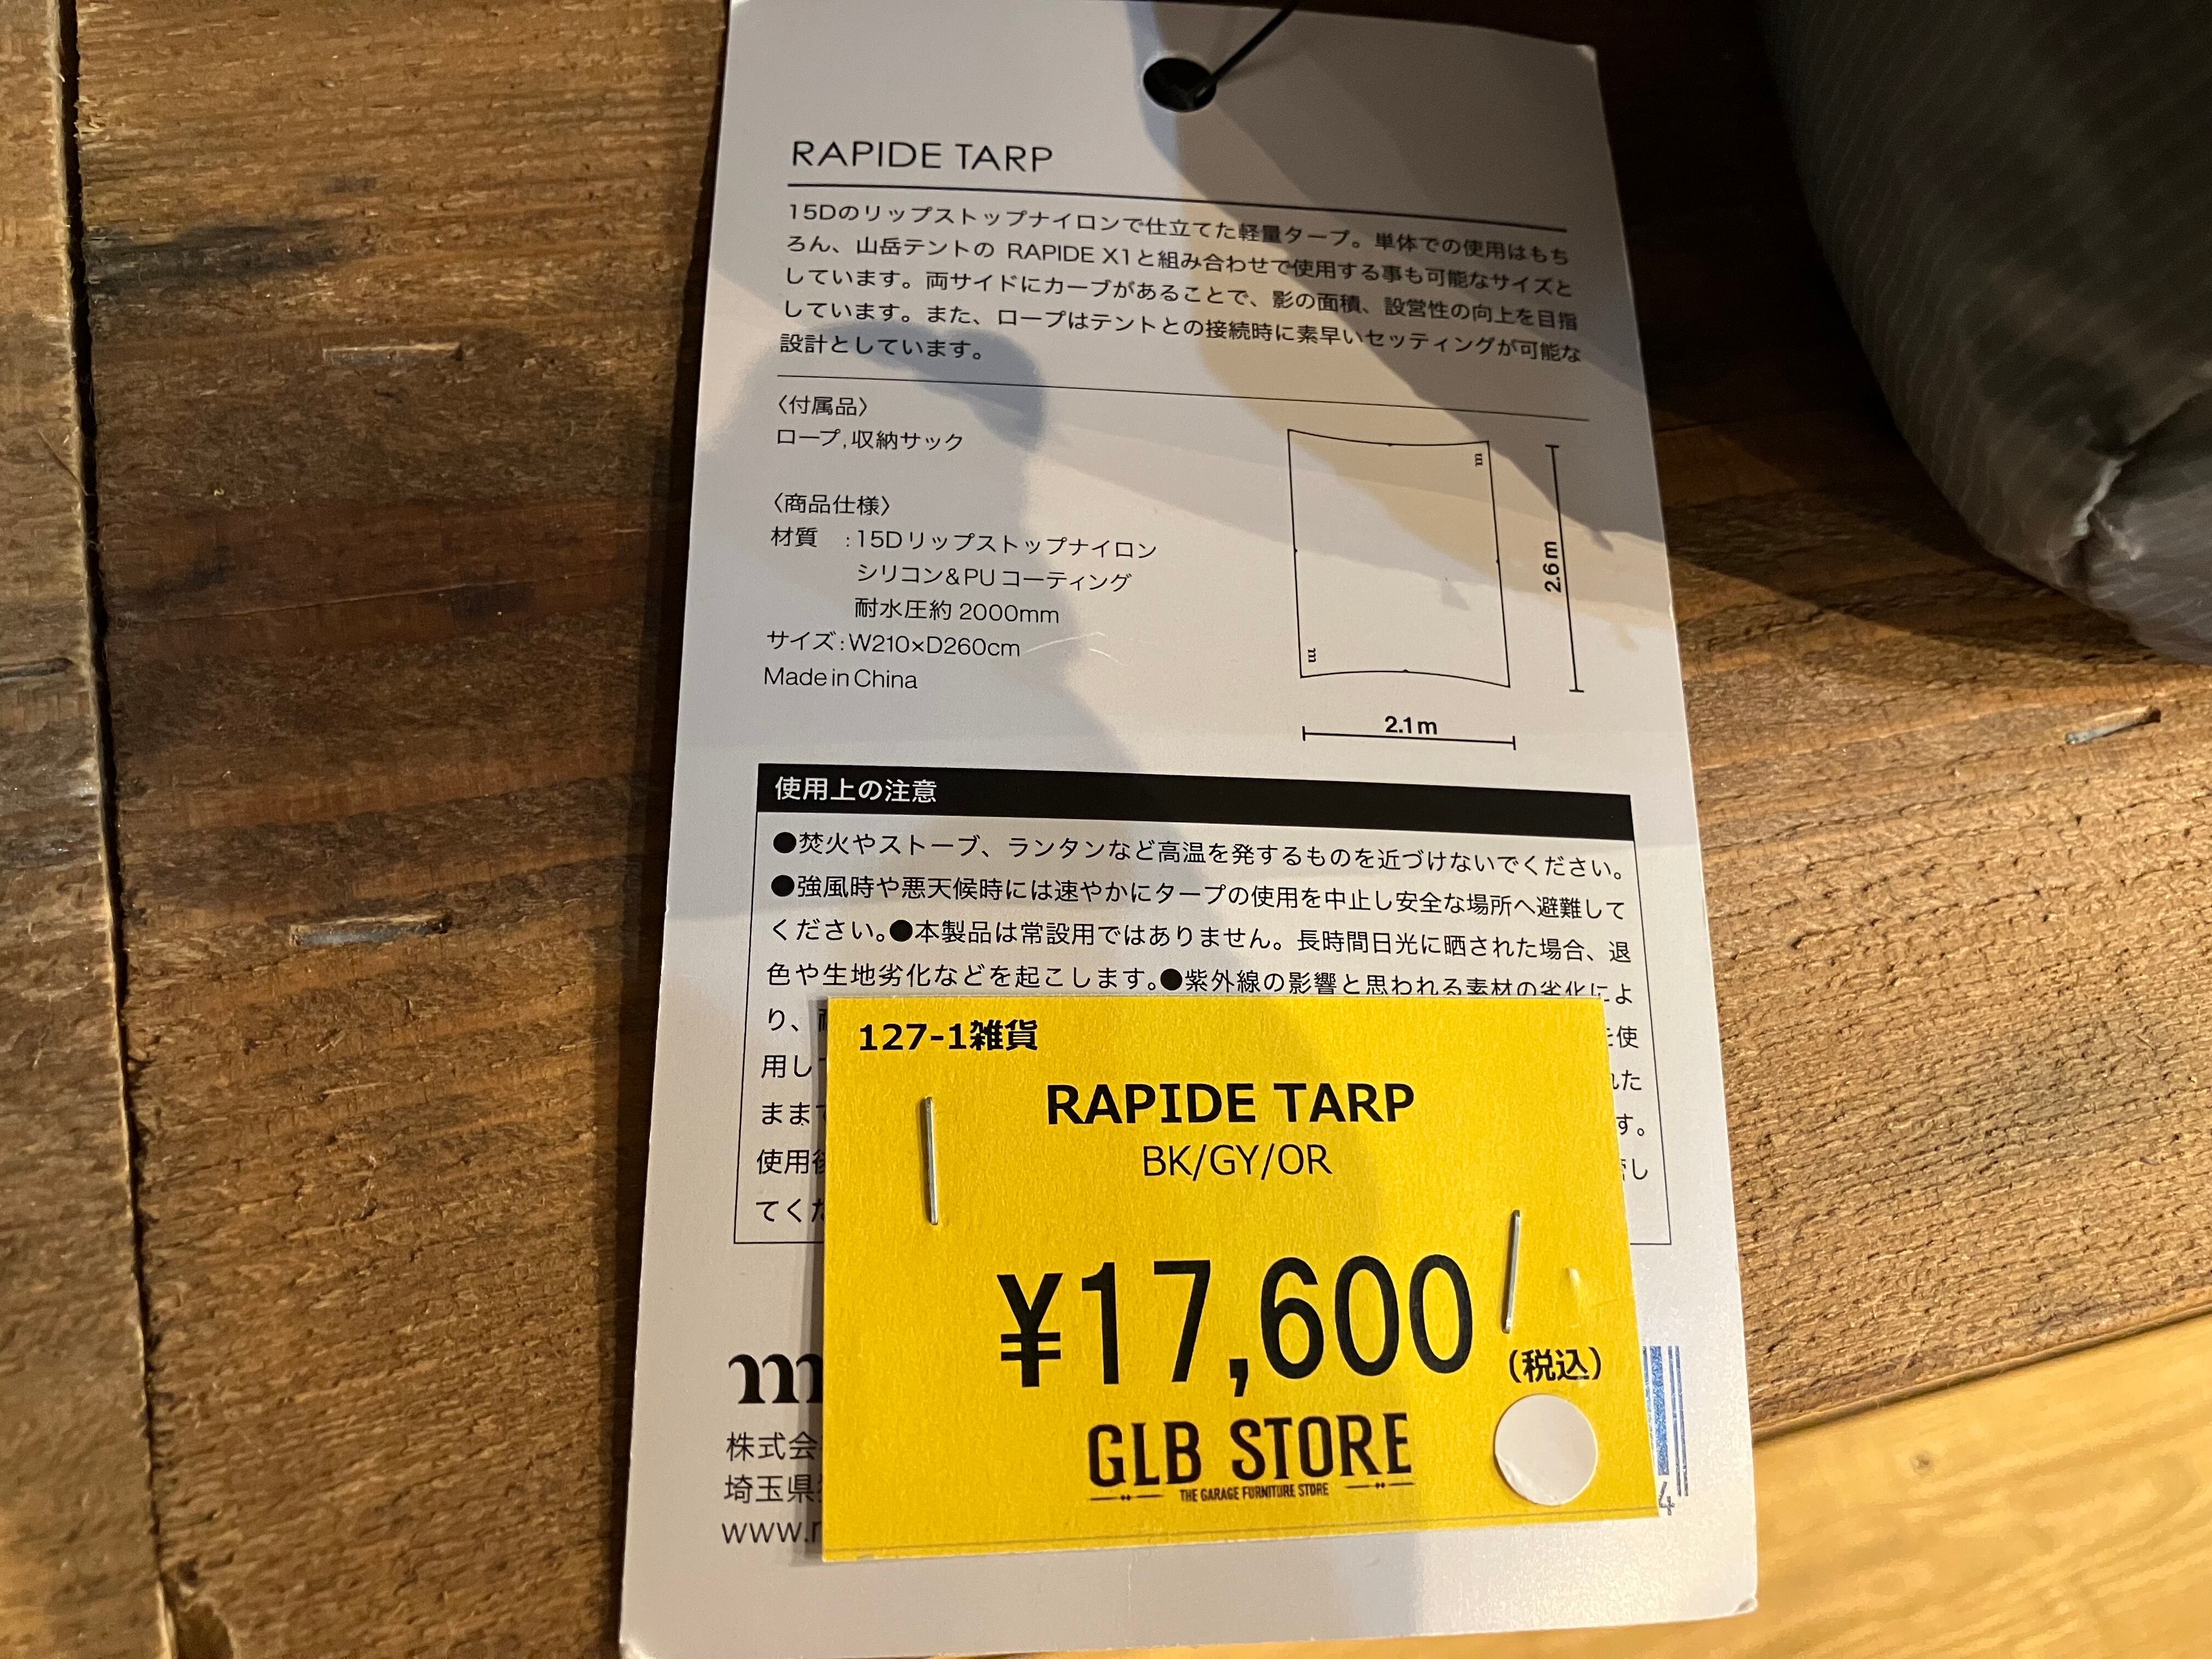 RAPIDE TARP
15Dのリップストップナイロンで仕立てた軽量タープ。単体での使用はもち
ろん、山岳テントの RAPIDE X1と組み合わせで使用する事も可能なサイズと
しています。両サイドにカーブがあることで、影の面積、設営性の向上を目指
しています。また、ロープはテントとの接続時に素早いセッティングが可能な
設計としています。
〈付属品〉
ロープ,収納サック
〈商品仕様〉
材質 :15Dリップストップナイロン
シリコン&PUコーティング
耐水圧約 2000mm
サイズ:W210×D260cm
Made in China
m
m
2.6m
2.1m
使用上の注意
●焚火やストーブ、ランタンなど高温を発するものを近づけないでください。
●強風時や悪天候時には速やかにタープの使用を中止し安全な場所へ避難して
ください。●本製品は常設用ではありません。長時間日光に晒された場合、退
色や生地劣化などを起こします。●紫外線の影響と思われる素材の劣化によ
り、 使
用し た
まま す。
使用 し
てくだ
127-1雑貨
RAPIDE TARP
BK/GY/OR
¥17,600
(税込)
GLB STORE
THE GARAGE FURNITURE STORE
m
株式会
埼玉県
www.
4